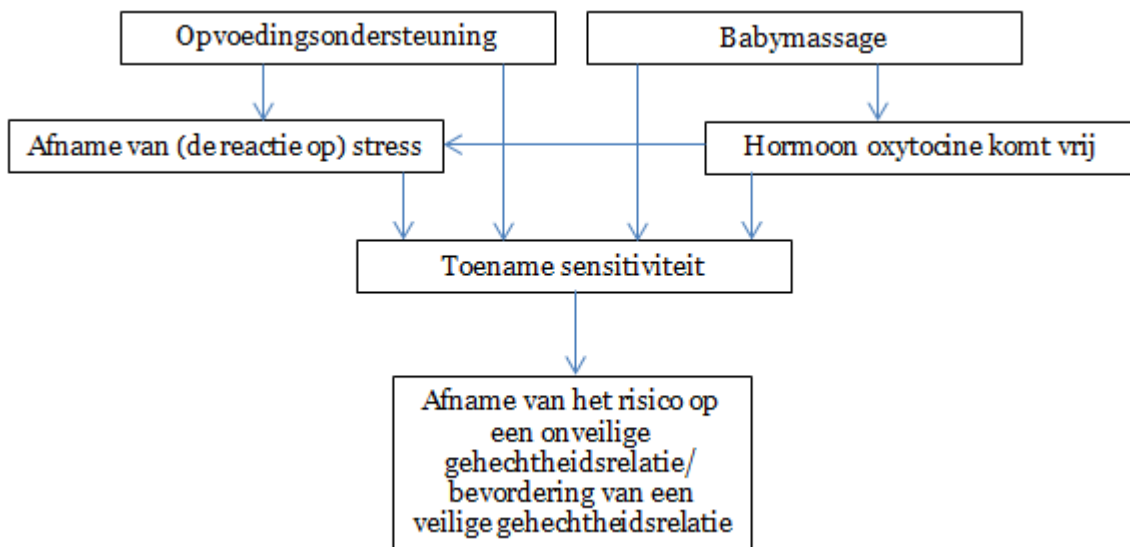 Opvoedingsondersteuning
Babymassage
Afname van (de reactie op) stress
Hormoon oxytocine komt vrij
Toename sensitiviteit
Afname van het risico op
een onveilige
gehechtheidsrelatie/
bevordering van een
veilige gehechtheidsrelatie